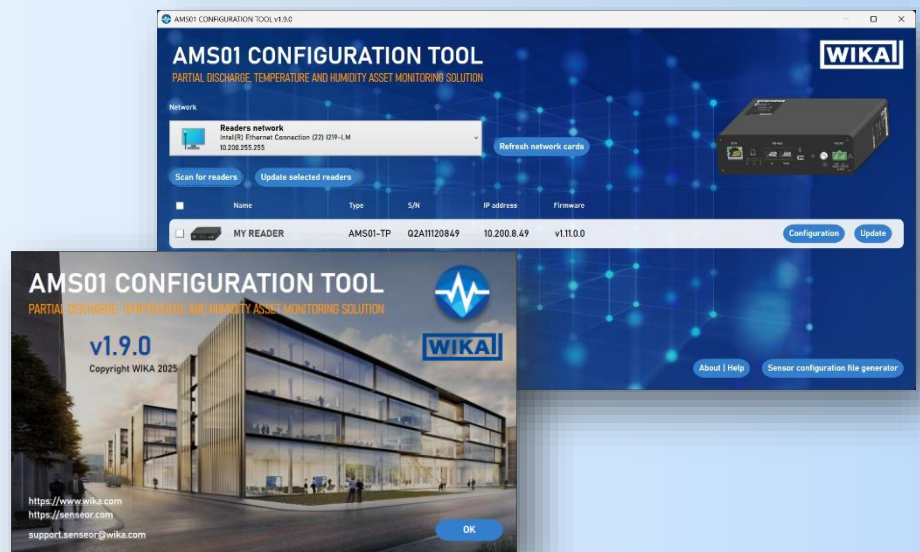 AMS01 CONFIGURATION TOOL v1.9.0
AMS01 CONFIGURATION TOOL
PARTIAL DISCHARGE, TEMPERATURE AND HUMIDITY ASSET MONITORING SOLUTION
WIKA
Network
Readers network
Intel(R) Ethernet Connection (22) I219-LM
10.200.255.255
Refresh network cards
Scan for readers Update selected readers
Name Type S/N IP address Firmware
MY READER AMS01-TP Q2A11120849 10.200.8.49 v1.11.0.0 Configuration Update
About | Help Sensor configuration file generator
AMS01 CONFIGURATION TOOL
PARTIAL DISCHARGE, TEMPERATURE AND HUMIDITY ASSET MONITORING SOLUTION
v1.9.0
Copyright WIKA 2025
WIKA
https://www.wika.com
https://senseor.com
support.senseor@wika.com
OK